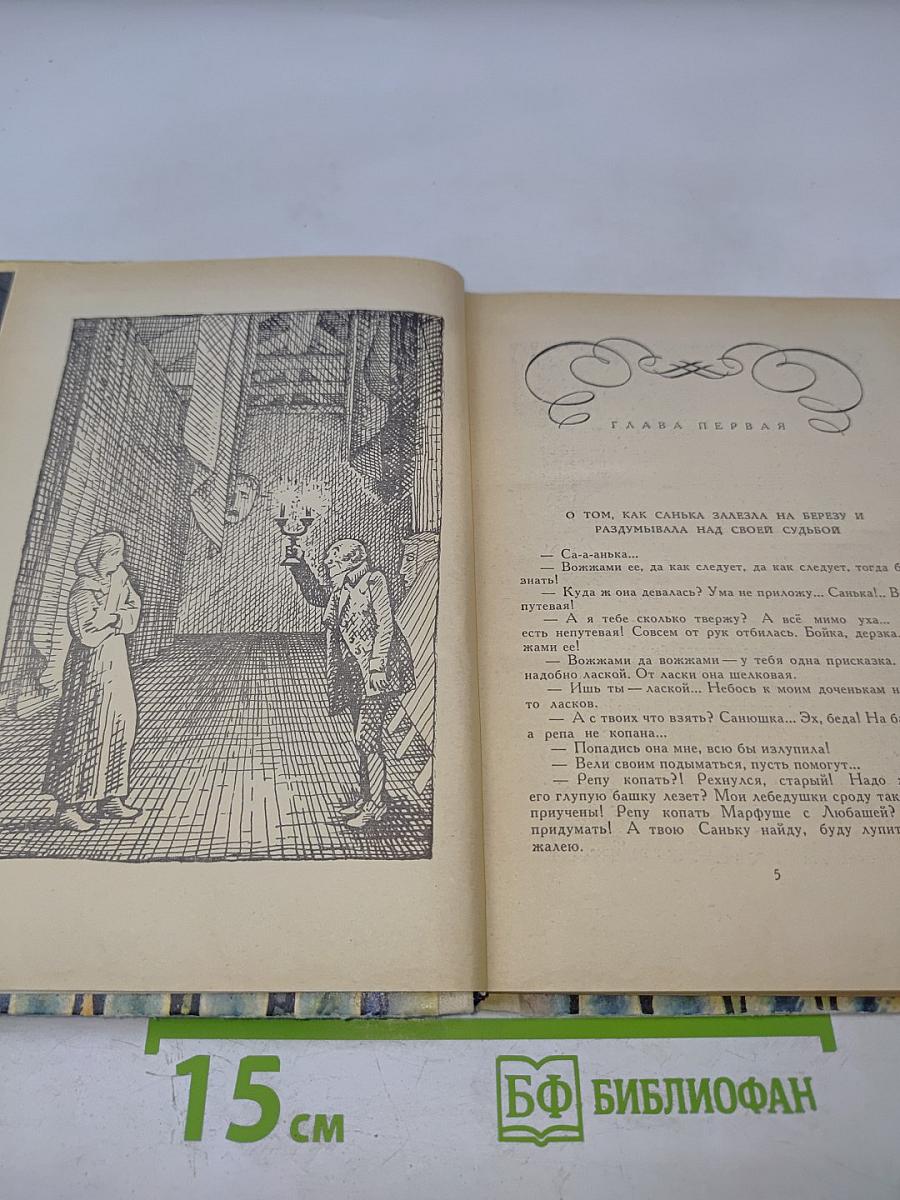 ГЛАВА ПЕРВАЯ
О ТОМ, КАК САНЬКА ЗАЛЕЗЛА НА БЕРЕЗУ И
РАЗДУМЫВАЛА НАД СВОЕЙ СУДЬБОЙ
— Са-а-анька...
— Вожжами ее, да как следует, да как следует, тогда б
знать!
— Куда ж она девалась? Ума не приложу... Санька!.. В
путевая!
— А я тебе сколько твержу? А всё мимо уха...
есть непутевая! Совсем от рук отбилась. Бойка, дерзка.
жами ее!
— Вожжами да вожжами — у тебя одна присказка.
надобно лаской. От ласки она шелковая.
— Ишь ты — лаской... Небось к моим доченькам н
то ласков.
— А с твоих что взять? Санюшка... Эх, беда! На ба
а репа не копана...
— Попадись она мне, всю бы излупила!
— Вели своим подыматься, пусть помогут...
— Репу копать?! Рехнулся, старый! Надо ж
его глупую башку лезет? Мои лебедушки сроду так
приучены! Репу копать Марфуше с Любашей?
придумать! А твою Саньку найду, буду лупит
жалею.
5
15 см
БФ БИБЛИОФАН